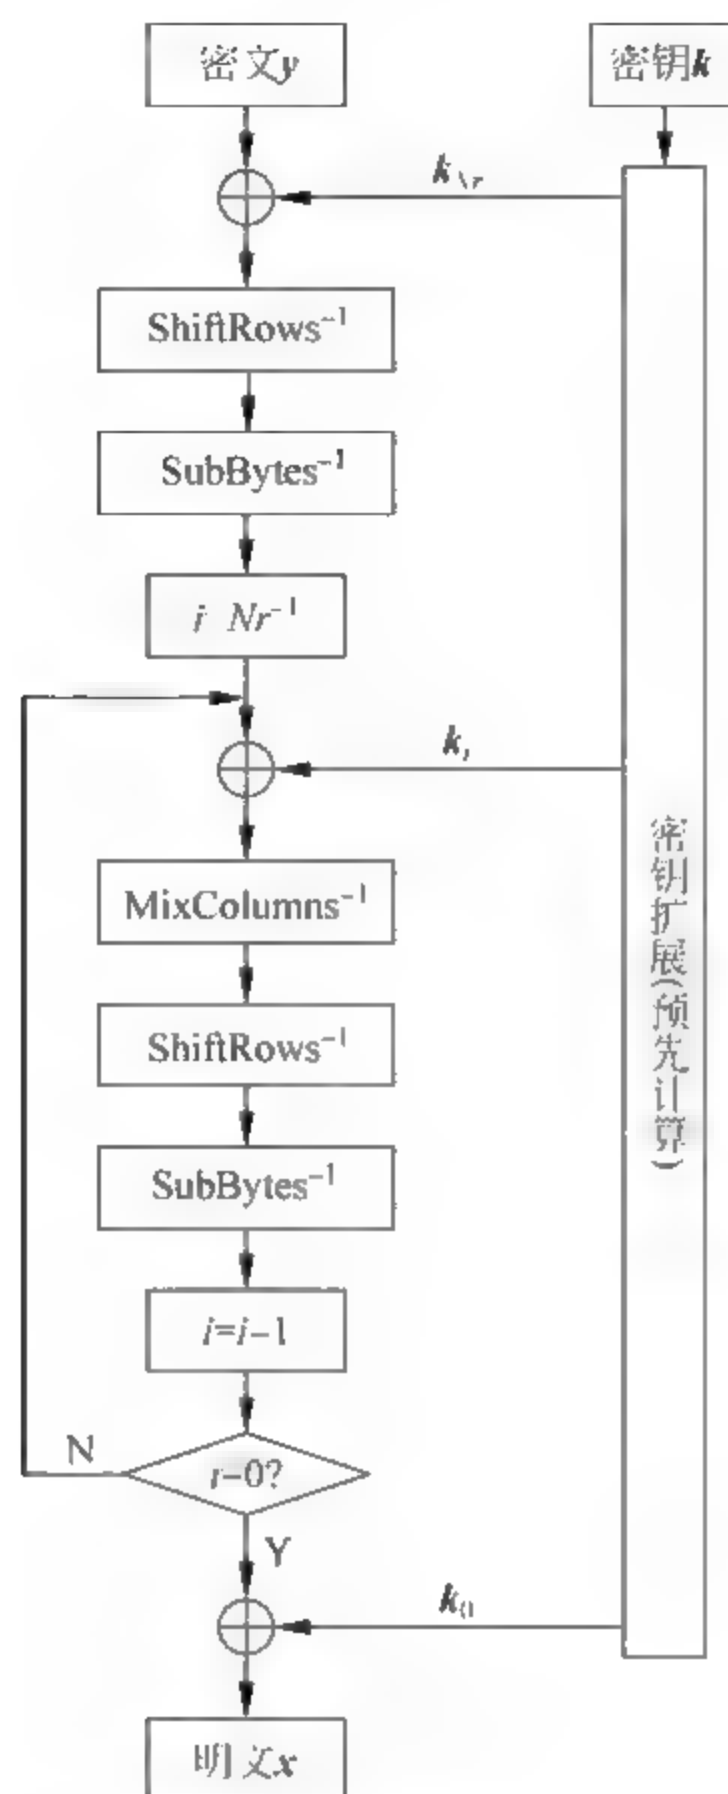 密文y
密钥k
k_Nr
ShiftRows⁻¹
SubBytes⁻¹
i Nr⁻¹
k_i
MixColumns⁻¹
ShiftRows⁻¹
SubBytes⁻¹
i=i−1
N
i−0?
Y
k₀
明文x
密钥扩展(预先计算)